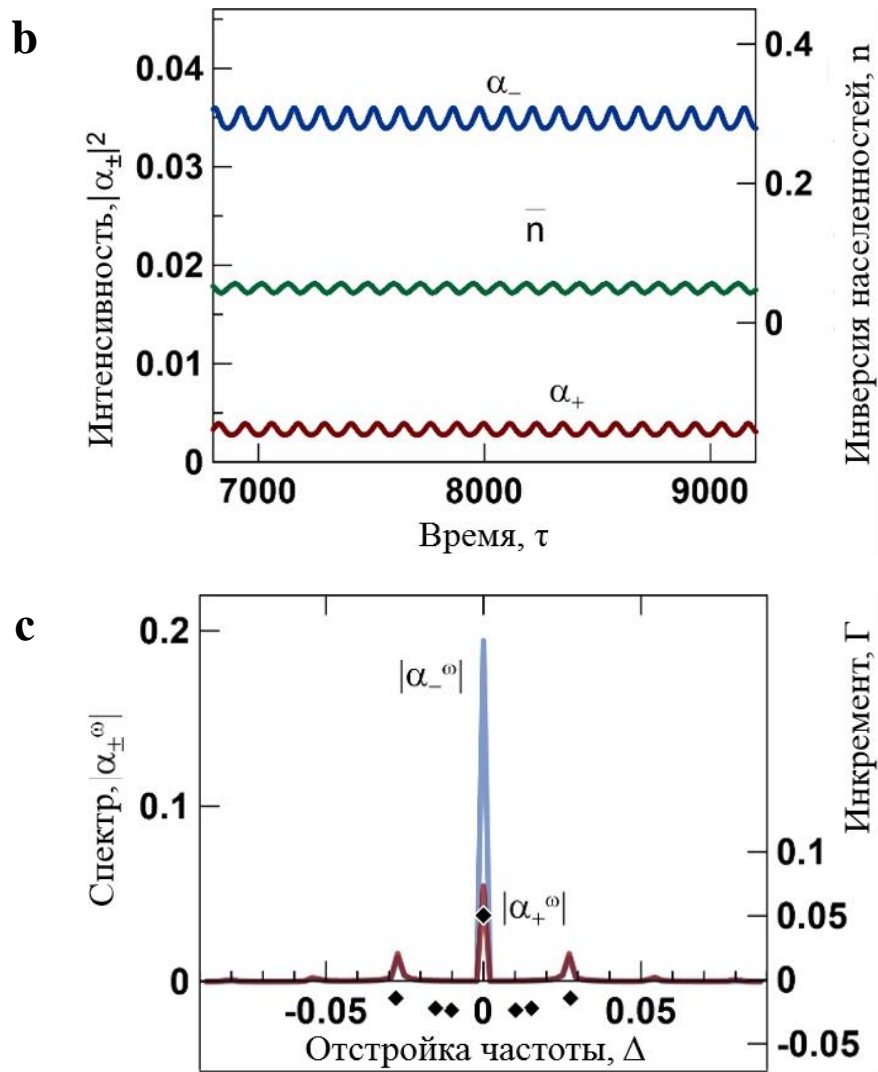 b
Интенсивность,|α±|²
0.04
0.03
0.02
0.01
0
α₋
n̅
α₊
0.4
0.2
0
Инверсия населенностей, n
7000
8000
9000
Время, τ
c
Спектр,|α±^ω|
0.2
0.1
0
|α₋^ω|
|α₊^ω|
0.1
0.05
0
-0.05
Инкремент, Γ
-0.05
0
0.05
Отстройка частоты, Δ